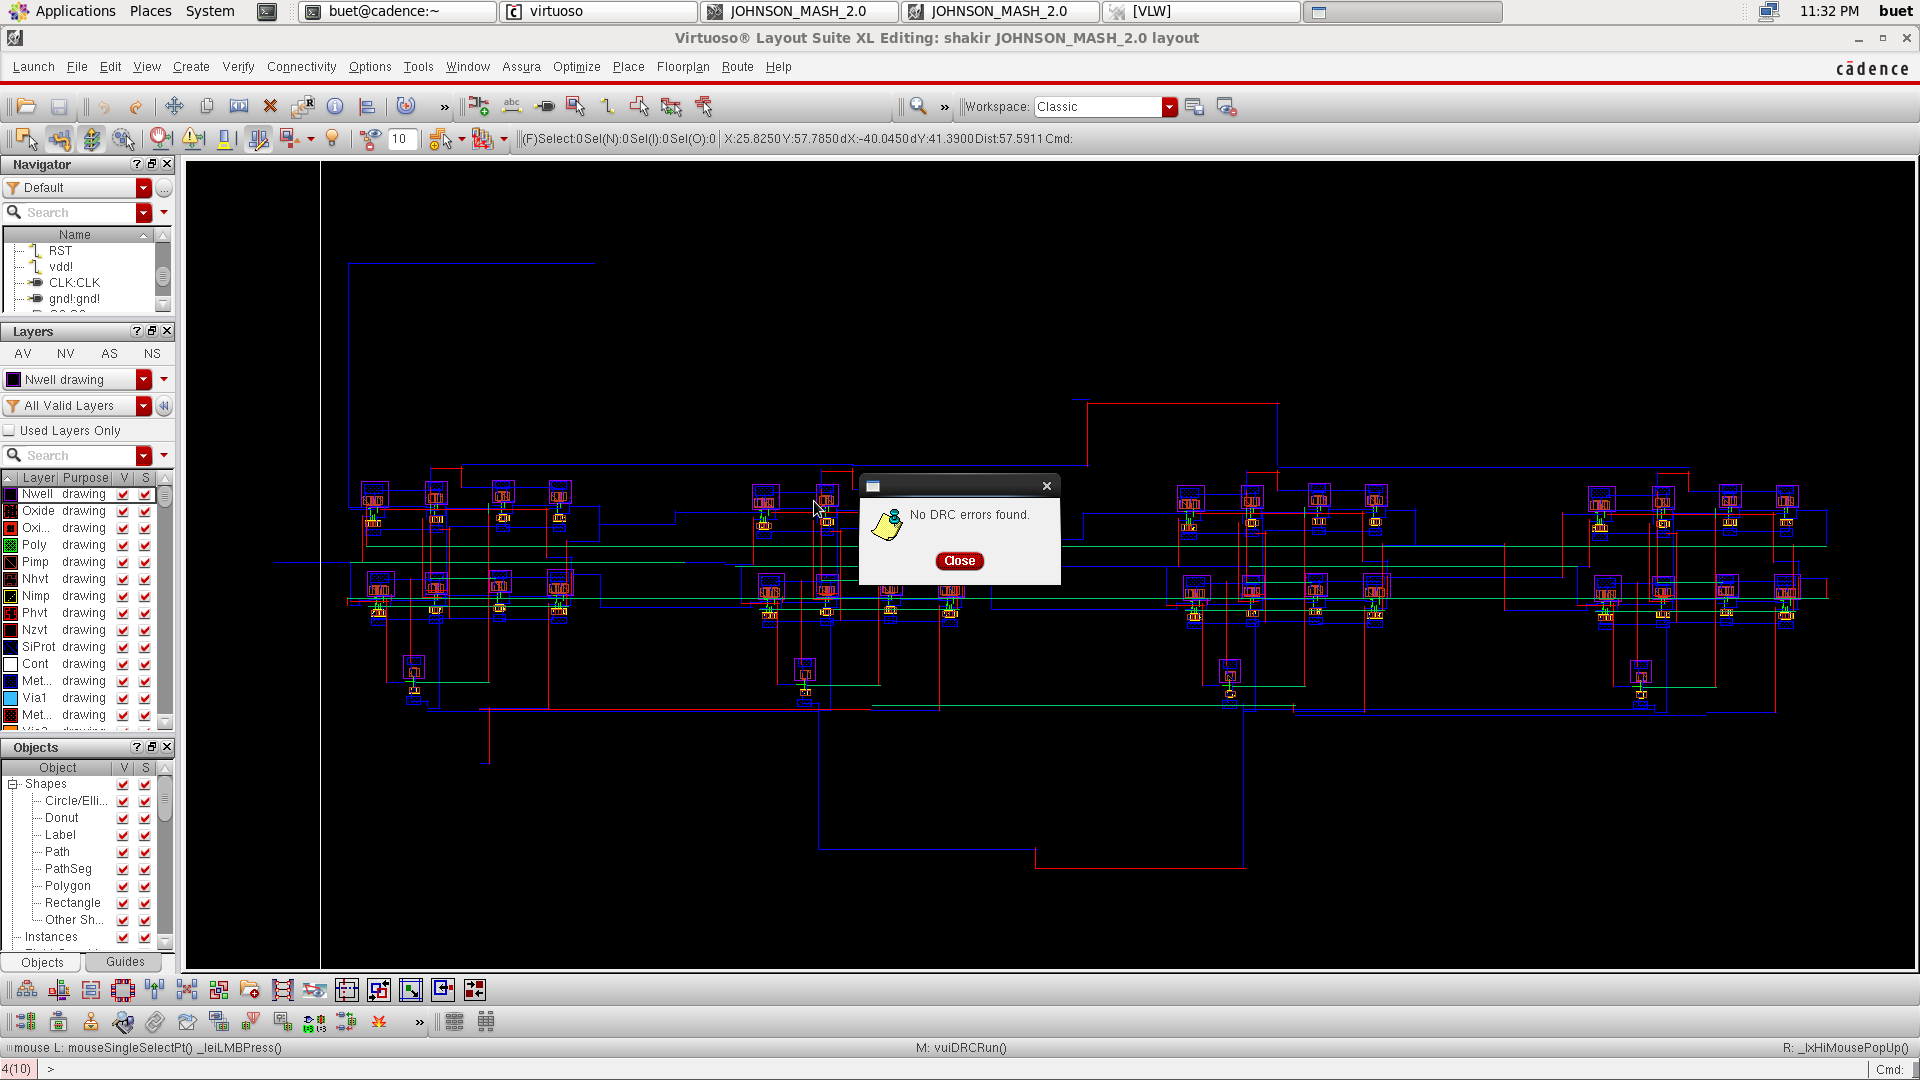 Applications Places System buet@cadence:~ virtuoso JOHNSON_MASH_2.0 JOHNSON_MASH_2.0 [VLW] 11:32 PM buet
Virtuoso® Layout Suite XL Editing: shakir JOHNSON_MASH_2.0 layout
Launch File Edit View Create Verify Connectivity Options Tools Window Assura Optimize Place Floorplan Route Help cādence
abc R » » Workspace: Classic
10 (F)Select:0 Sel(N):0 Sel(I):0 Sel(O):0 X:25.8250 Y:57.7850 dX:-40.0450 dY:41.3900 Dist:57.5911 Cmd:
Navigator
Default
Search
Name
RST
vdd!
CLK:CLK
gnd!:gnd!
Layers
AV NV AS NS
Nwell drawing
All Valid Layers
Used Layers Only
Search
Layer Purpose V S
Nwell drawing
Oxide drawing
Oxi... drawing
Poly drawing
Pimp drawing
Nhvt drawing
Nimp drawing
Phvt drawing
Nzvt drawing
SiProt drawing
Cont drawing
Met... drawing
Via1 drawing
Met... drawing
Objects
Object V S
Shapes
Circle/Elli...
Donut
Label
Path
PathSeg
Polygon
Rectangle
Other Sh...
Instances
Objects Guides
No DRC errors found.
Close
»
mouse L: mouseSingleSelectPt() _leiLMBPress() M: vuiDRCRun() R: _lxHiMousePopUp()
4(10) > Cmd: